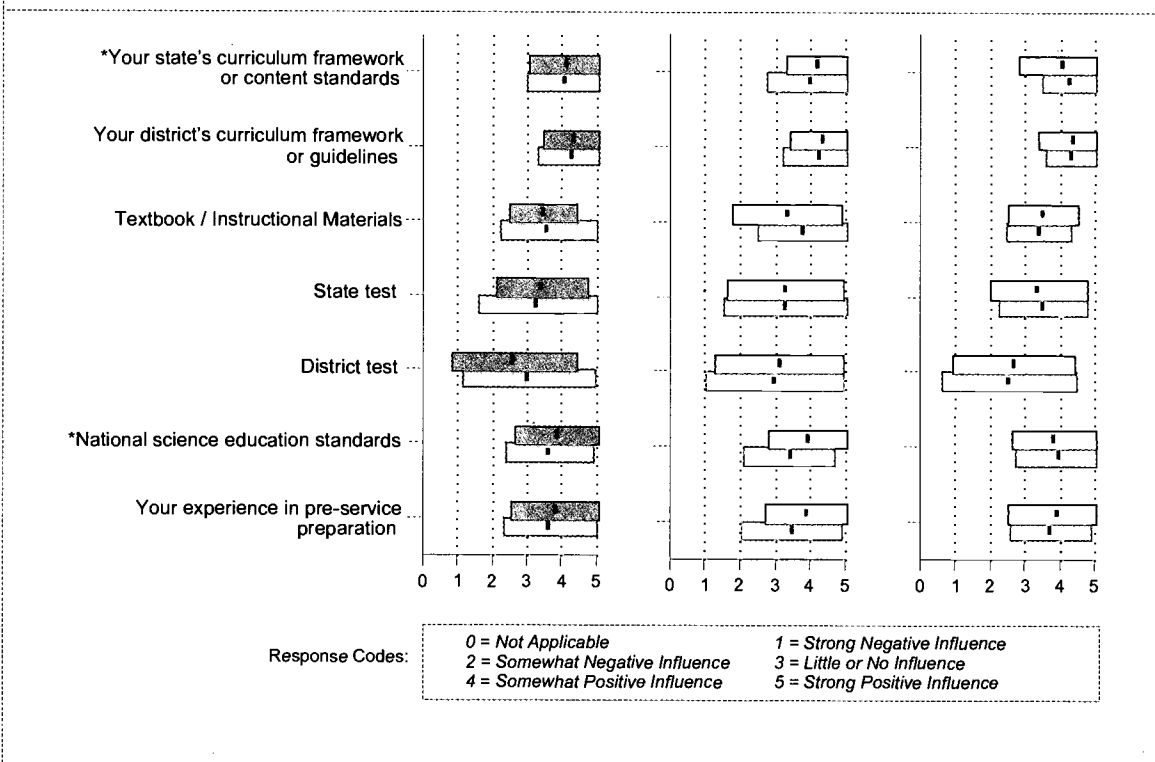 *Your state's curriculum framework
or content standards
Your district's curriculum framework
or guidelines
Textbook / Instructional Materials
State test
District test
*National science education standards
Your experience in pre-service
preparation
0 1 2 3 4 5 0 1 2 3 4 5 0 1 2 3 4 5
Response Codes:
0 = Not Applicable 1 = Strong Negative Influence
2 = Somewhat Negative Influence 3 = Little or No Influence
4 = Somewhat Positive Influence 5 = Strong Positive Influence